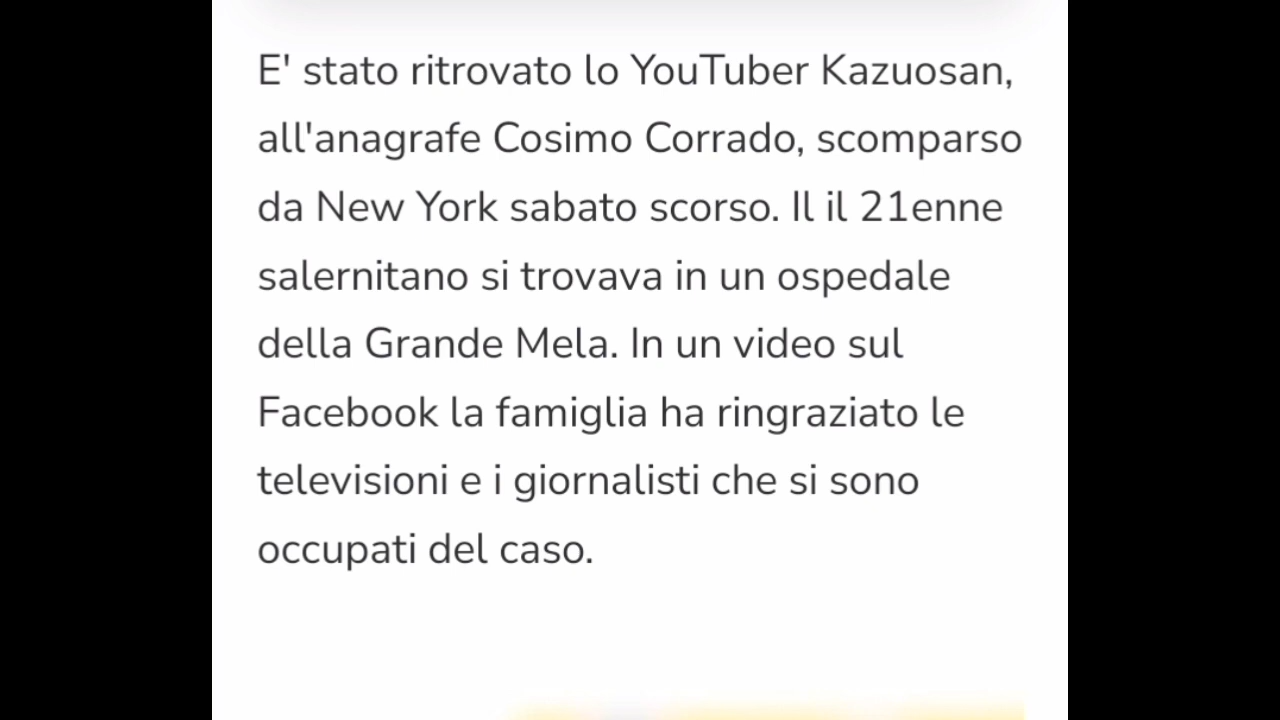 E' stato ritrovato lo YouTuber Kazuosan,
all'anagrafe Cosimo Corrado, scomparso
da New York sabato scorso. Il il 21enne
salernitano si trovava in un ospedale
della Grande Mela. In un video sul
Facebook la famiglia ha ringraziato le
televisioni e i giornalisti che si sono
occupati del caso.